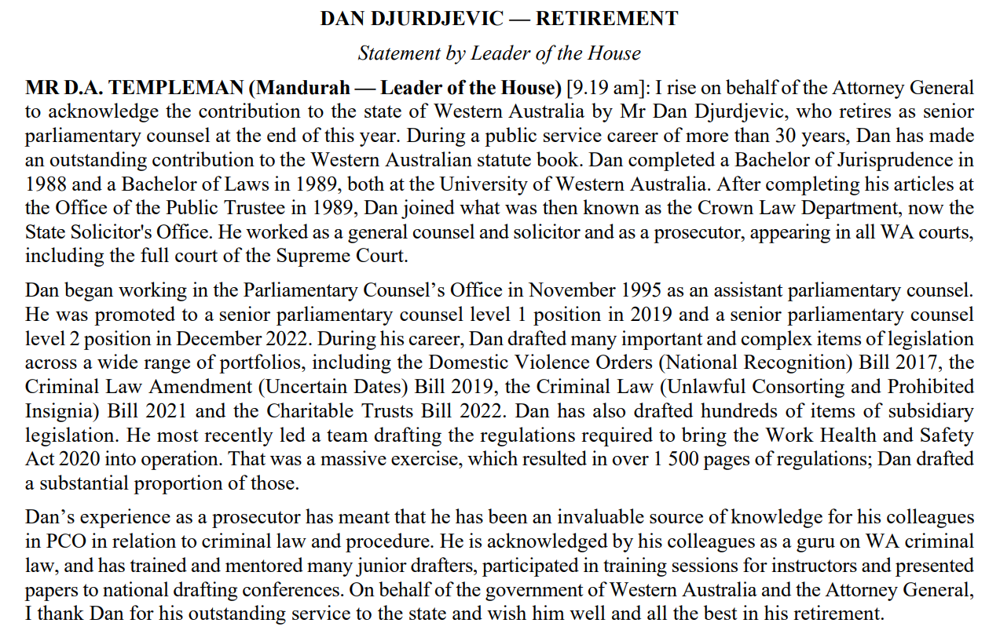 DAN DJURDJEVIC — RETIREMENT
Statement by Leader of the House
MR D.A. TEMPLEMAN (Mandurah — Leader of the House) [9.19 am]: I rise on behalf of the Attorney General
to acknowledge the contribution to the state of Western Australia by Mr Dan Djurdjevic, who retires as senior
parliamentary counsel at the end of this year. During a public service career of more than 30 years, Dan has made
an outstanding contribution to the Western Australian statute book. Dan completed a Bachelor of Jurisprudence in
1988 and a Bachelor of Laws in 1989, both at the University of Western Australia. After completing his articles at
the Office of the Public Trustee in 1989, Dan joined what was then known as the Crown Law Department, now the
State Solicitor's Office. He worked as a general counsel and solicitor and as a prosecutor, appearing in all WA courts,
including the full court of the Supreme Court.
Dan began working in the Parliamentary Counsel’s Office in November 1995 as an assistant parliamentary counsel.
He was promoted to a senior parliamentary counsel level 1 position in 2019 and a senior parliamentary counsel
level 2 position in December 2022. During his career, Dan drafted many important and complex items of legislation
across a wide range of portfolios, including the Domestic Violence Orders (National Recognition) Bill 2017, the
Criminal Law Amendment (Uncertain Dates) Bill 2019, the Criminal Law (Unlawful Consorting and Prohibited
Insignia) Bill 2021 and the Charitable Trusts Bill 2022. Dan has also drafted hundreds of items of subsidiary
legislation. He most recently led a team drafting the regulations required to bring the Work Health and Safety
Act 2020 into operation. That was a massive exercise, which resulted in over 1 500 pages of regulations; Dan drafted
a substantial proportion of those.
Dan’s experience as a prosecutor has meant that he has been an invaluable source of knowledge for his colleagues
in PCO in relation to criminal law and procedure. He is acknowledged by his colleagues as a guru on WA criminal
law, and has trained and mentored many junior drafters, participated in training sessions for instructors and presented
papers to national drafting conferences. On behalf of the government of Western Australia and the Attorney General,
I thank Dan for his outstanding service to the state and wish him well and all the best in his retirement.